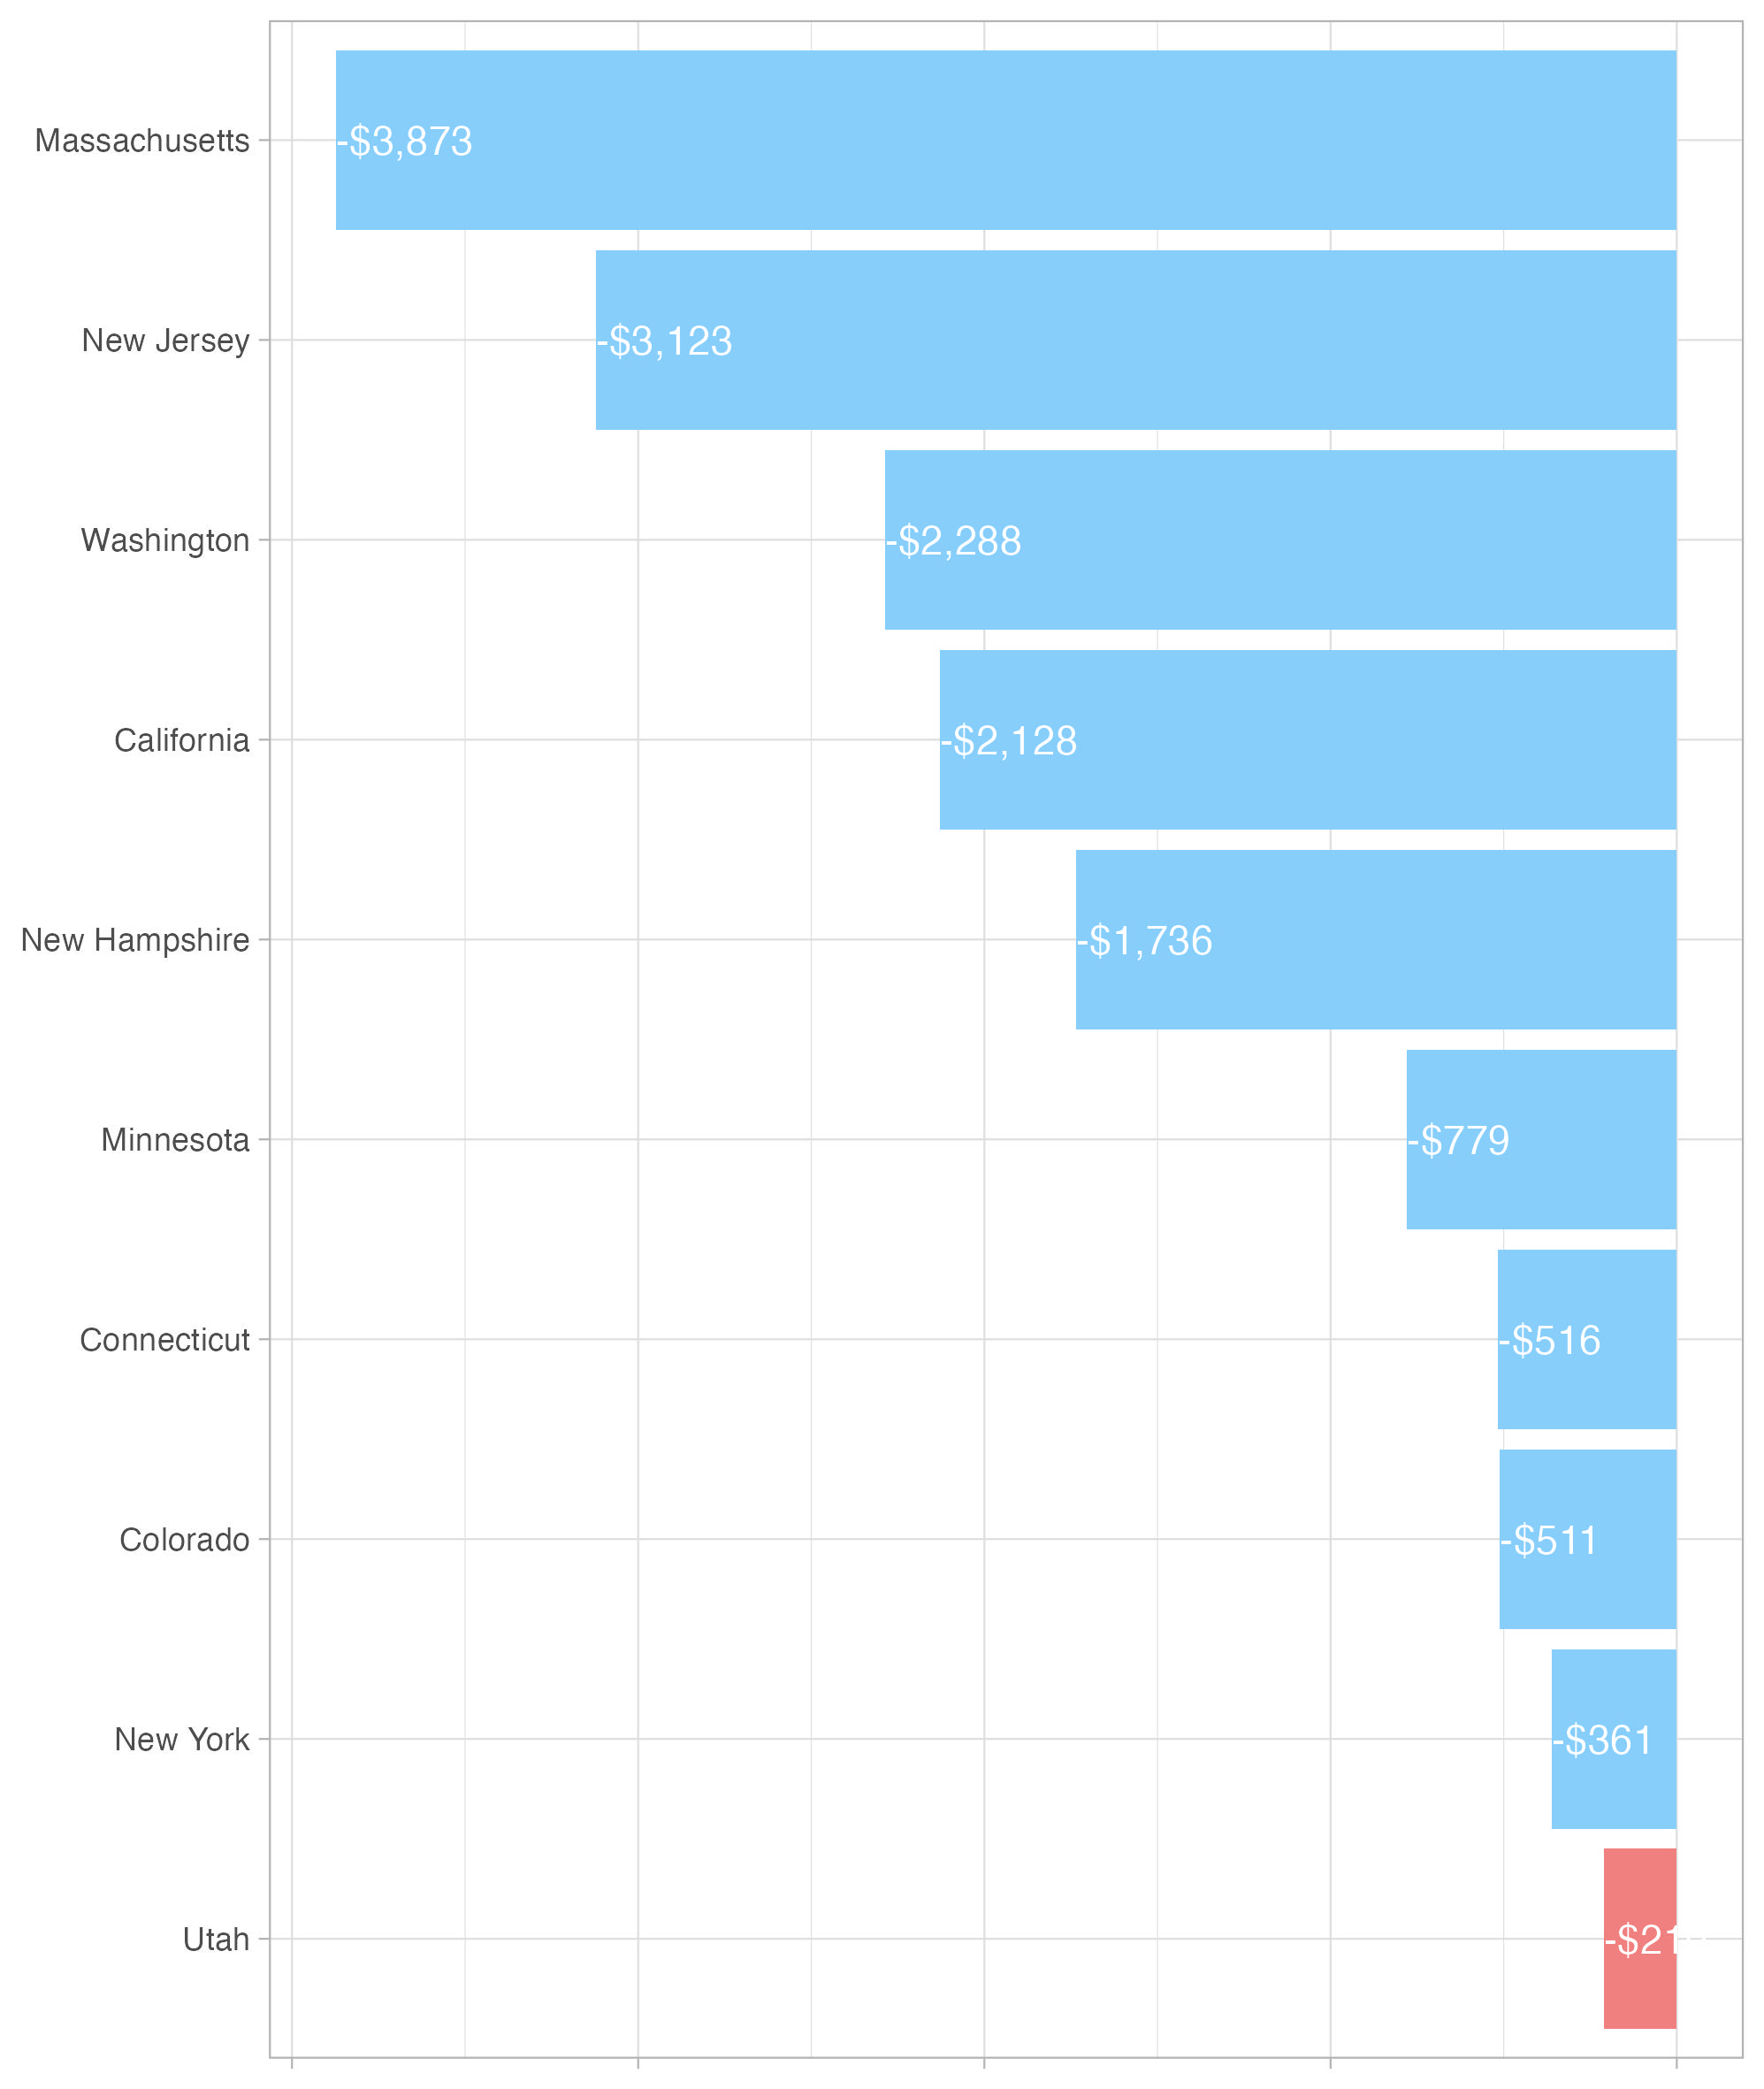 Massachusetts -$3,873
New Jersey -$3,123
Washington -$2,288
California -$2,128
New Hampshire -$1,736
Minnesota -$779
Connecticut -$516
Colorado -$511
New York -$361
Utah